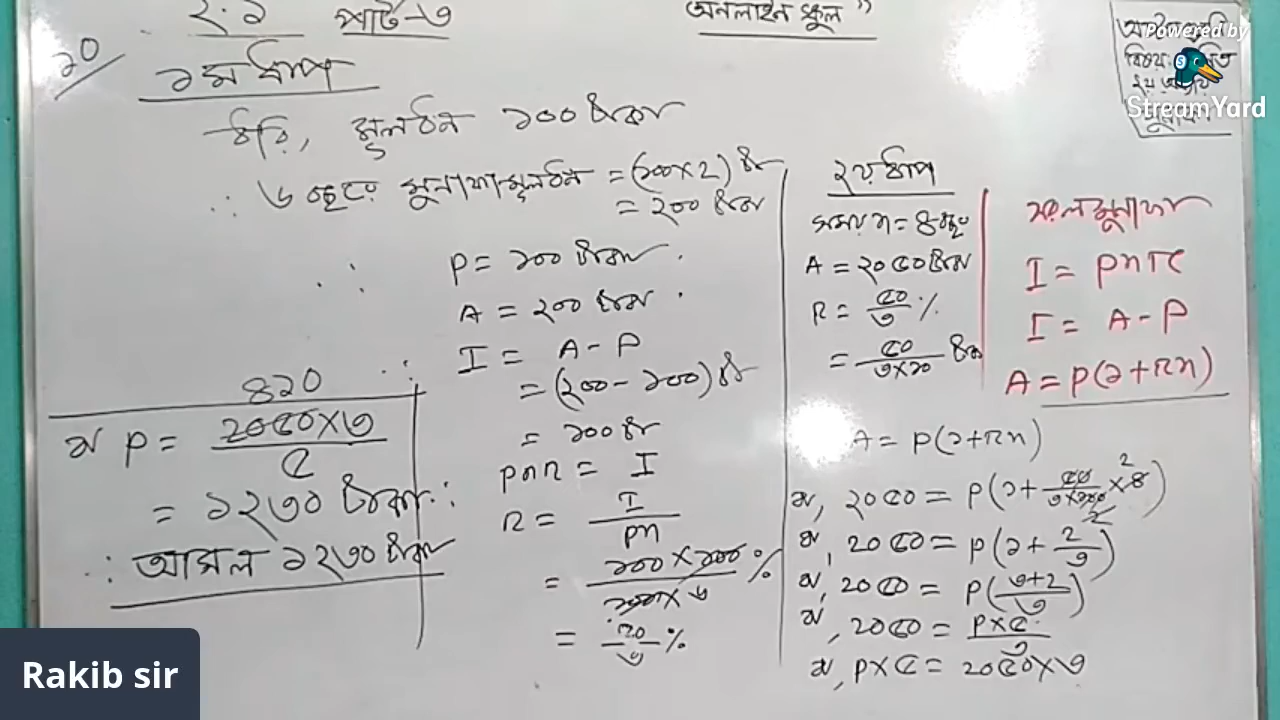 ২.১ পার্ট-৩
অনলাইন স্কুল ”
১০
১ম ধাপ
ধরি, মূলধন ১০০ টাকা
∴ ৬ বছরে মুনাফা-মূলধন = (১০০×২) টা
= ২০০ টাকা
∴ P = ১০০ টাকা
A = ২০০ টাকা
∴ I = A - P
= (২০০ - ১০০) টা
= ১০০ টা
Pnr = I
∴ r = I/Pn
= ১০০ × ১০০ / ১০০ × ৬ %
= ৫০/৩ %
২য় ধাপ
সময় n = ৪ বছর
A = ২০৫০ টাকা
R = ৫০/৩ %
= ৫০/৩×১০০ টাকা
A = P(১+rn)
বা, ২০৫০ = P(১ + ৫০/৩×১০০ × ৪)
বা, ২০৫০ = P(১ + ২/৩)
বা, ২০৫০ = P(৩+২/৩)
বা, ২০৫০ = P×৫/৩
বা, P×৫ = ২০৫০×৩
৪১০
বা P = ২০৫০×৩/৫
= ১২৩০ টাকা
∴ আসল ১২৩০ টাকা
সরল মুনাফা
I = Pnr
I = A - P
A = P(১+rn)
Powered by
StreamYard
Rakib sir